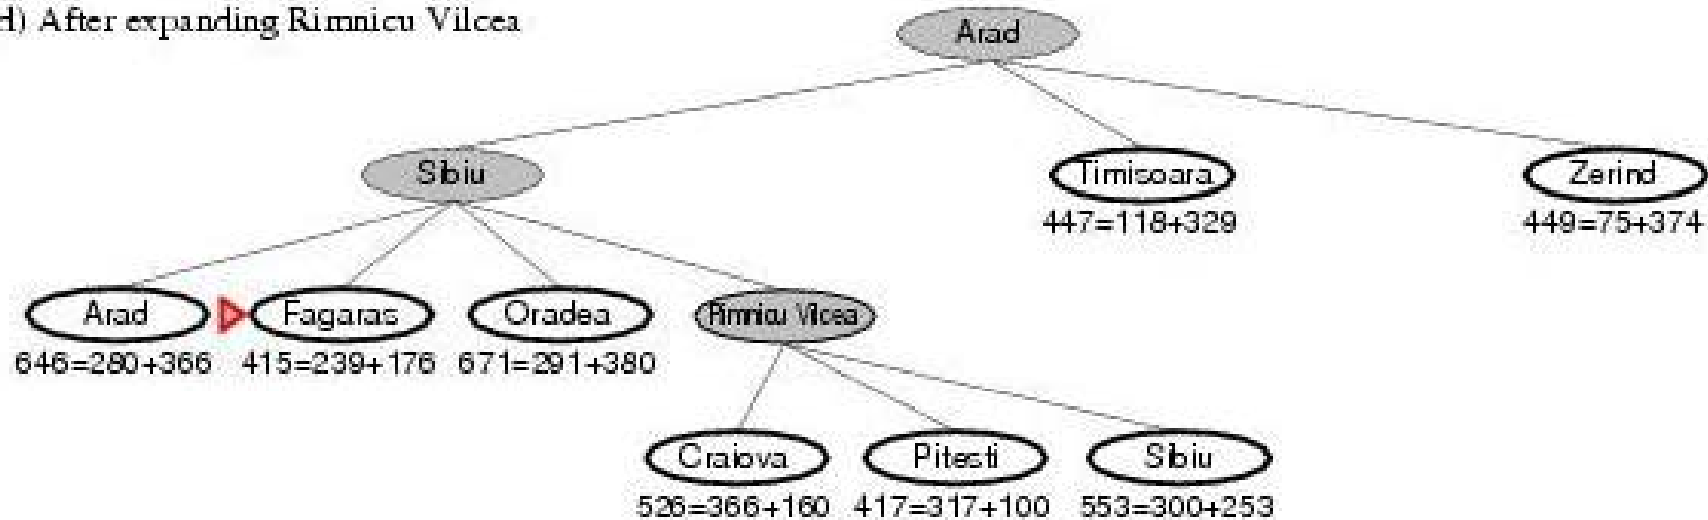 d) After expanding Rimnicu Vilcea
Arad
Sibiu
Timisoara
Zerind
447=118+329
449=75+374
Arad
Fagaras
Oradea
Rimnicu Vilcea
646=280+366
415=239+176
671=291+380
Craiova
Pitesti
Sibiu
526=366+160
417=317+100
553=300+253